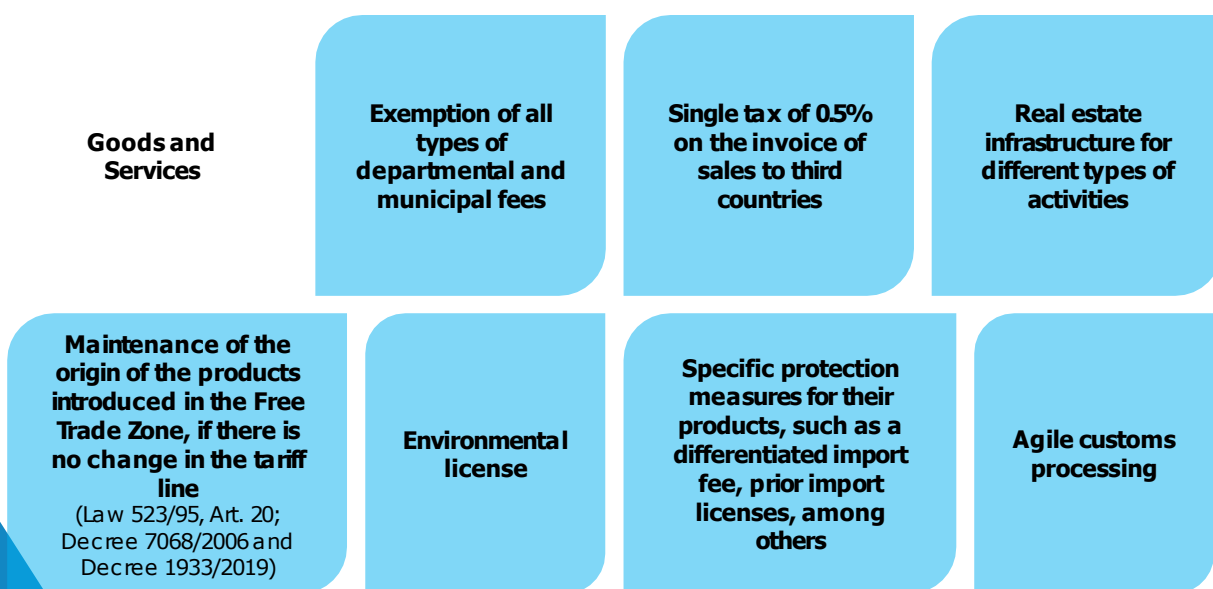 Goods and
Services
Exemption of all
types of
departmental and
municipal fees
Single tax of 0.5%
on the invoice of
sales to third
countries
Real estate
infrastructure for
different types of
activities
Maintenance of the
origin of the products
introduced in the Free
Trade Zone, if there is
no change in the tariff
line
(Law 523/95, Art. 20;
Decree 7068/2006 and
Decree 1933/2019)
Environmental
license
Specific protection
measures for their
products, such as a
differentiated import
fee, prior import
licenses, among
others
Agile customs
processing